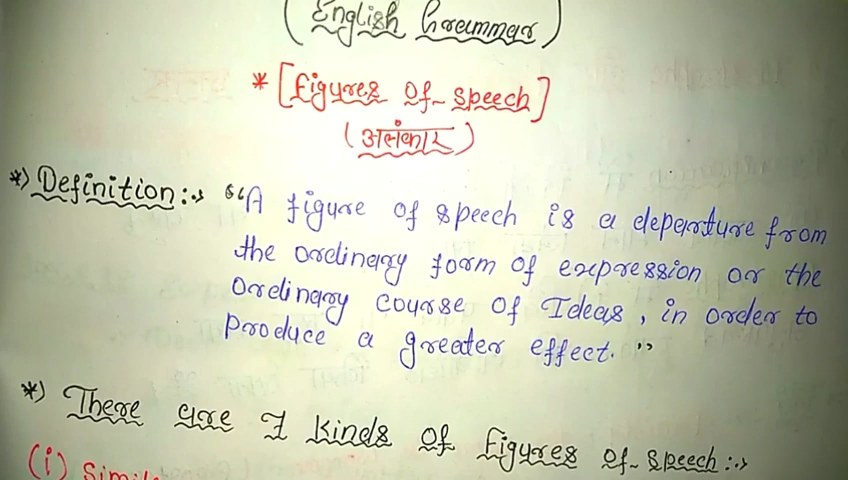 (English Grammar)
* [Figures of speech]
(अलंकार)
*) Definition:→ "A figure of speech is a departure from
the ordinary form of expression or the
ordinary course of Ideas, in order to
Produce a greater effect."
*) There are 7 kinds of Figures of speech:→
(i) Simile